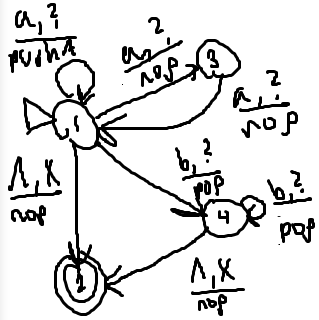 a, ?
push A
a, ?
nop
3
a, ?
nop
1
Λ, X
nop
b, ?
pop
4
b, ?
pop
2
Λ, X
nop